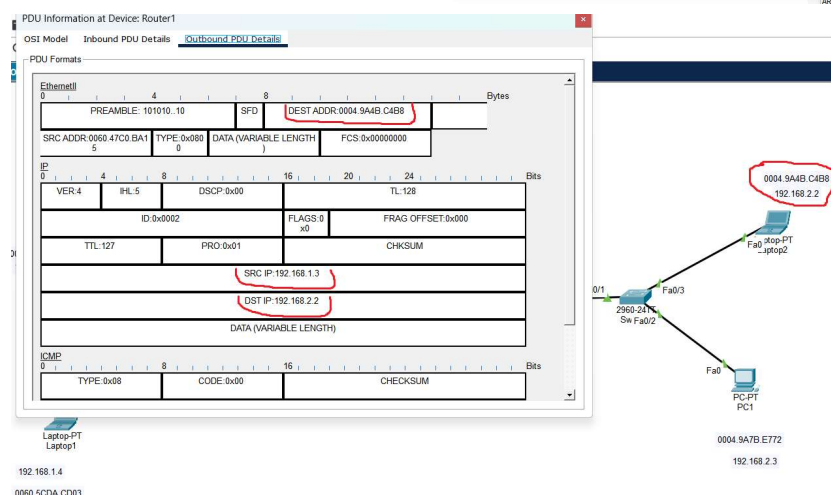 PDU Information at Device: Router1
OSI Model Inbound PDU Details Outbound PDU Details
PDU Formats
EthernetII
0 4 8 Bytes
PREAMBLE: 101010..10 SFD DEST ADDR:0004.9A4B.C4B8
SRC ADDR:0060.47C0.BA1
5 TYPE:0x080
0 DATA (VARIABLE LENGTH
) FCS:0x00000000
IP
0 4 8 16 20 24 Bits
VER:4 IHL:5 DSCP:0x00 TL:128
ID:0x0002 FLAGS:0
x0 FRAG OFFSET:0x000
TTL:127 PRO:0x01 CHKSUM
SRC IP:192.168.1.3
DST IP:192.168.2.2
DATA (VARIABLE LENGTH)
ICMP
0 8 16 Bits
TYPE:0x08 CODE:0x00 CHECKSUM
0004.9A4B.C4B8
192.168.2.2
Fa0
Laptop2
0/1
Fa0/3
Fa0/2
Fa0
PC-PT
PC1
0004.9A7B.E772
192.168.2.3
Laptop-PT
Laptop1
192.168.1.4
0060.5CDA.CD03